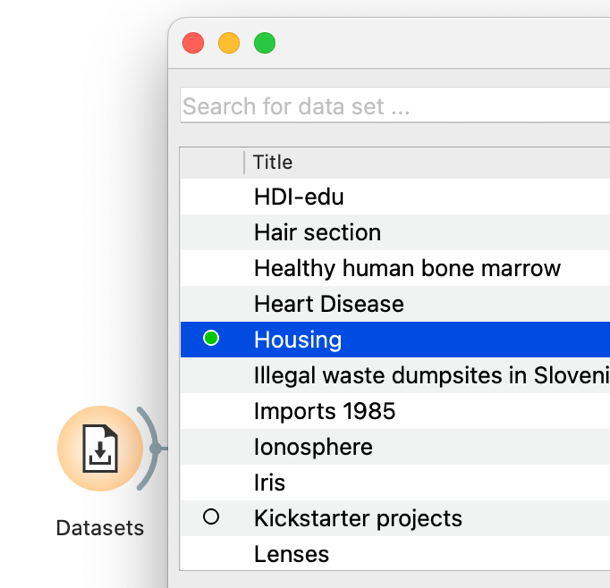 Search for data set ...
Title
HDI-edu
Hair section
Healthy human bone marrow
Heart Disease
Housing
Illegal waste dumpsites in Sloveni
Imports 1985
Ionosphere
Iris
Kickstarter projects
Lenses
Datasets